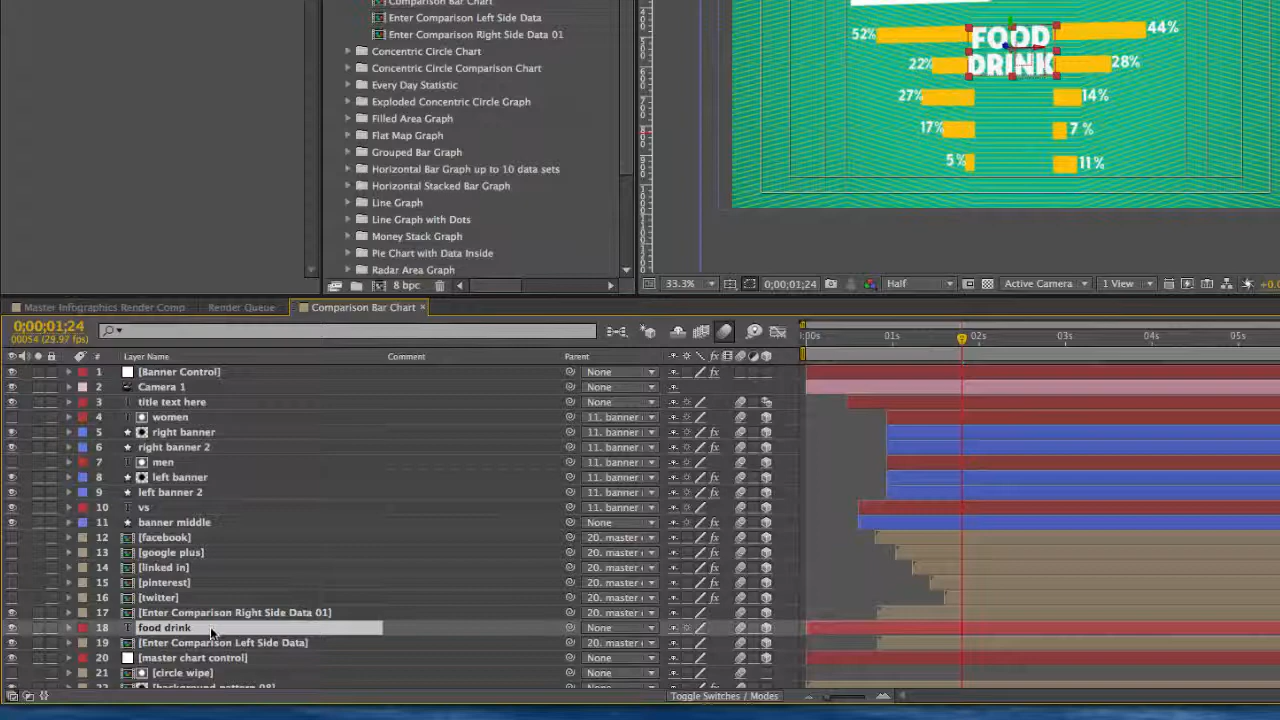 Comparison Bar Chart
Enter Comparison Left Side Data
Enter Comparison Right Side Data 01
Concentric Circle Chart
Concentric Circle Comparison Chart
Every Day Statistic
Exploded Concentric Circle Graph
Filled Area Graph
Flat Map Graph
Grouped Bar Graph
Horizontal Bar Graph up to 10 data sets
Horizontal Stacked Bar Graph
Line Graph
Line Graph with Dots
Money Stack Graph
Pie Chart with Data Inside
Radar Area Graph
8 bpc
52% FOOD 44%
22% DRINK 28%
27% 14%
17% 7%
5% 11%
33.3% 0;00;01;24 Half Active Camera 1 View +0.0
Master Infographics Render Comp Render Queue Comparison Bar Chart
0;00;01;24
00054 (29.97 fps)
:00s 01s 02s 03s 04s 05s
# Layer Name Comment Parent
1 [Banner Control] None
2 Camera 1 None
3 title text here None
4 women 11. banner
5 right banner 11. banner
6 right banner 2 11. banner
7 men 11. banner
8 left banner 11. banner
9 left banner 2 11. banner
10 vs 11. banner
11 banner middle None
12 [facebook] 20. master
13 [google plus] 20. master
14 [linked in] 20. master
15 [pinterest] 20. master
16 [twitter] 20. master
17 [Enter Comparison Right Side Data 01] 20. master
18 food drink None
19 [Enter Comparison Left Side Data] 20. master
20 [master chart control] None
21 [circle wipe] None
22 [background pattern 08]
Toggle Switches / Modes